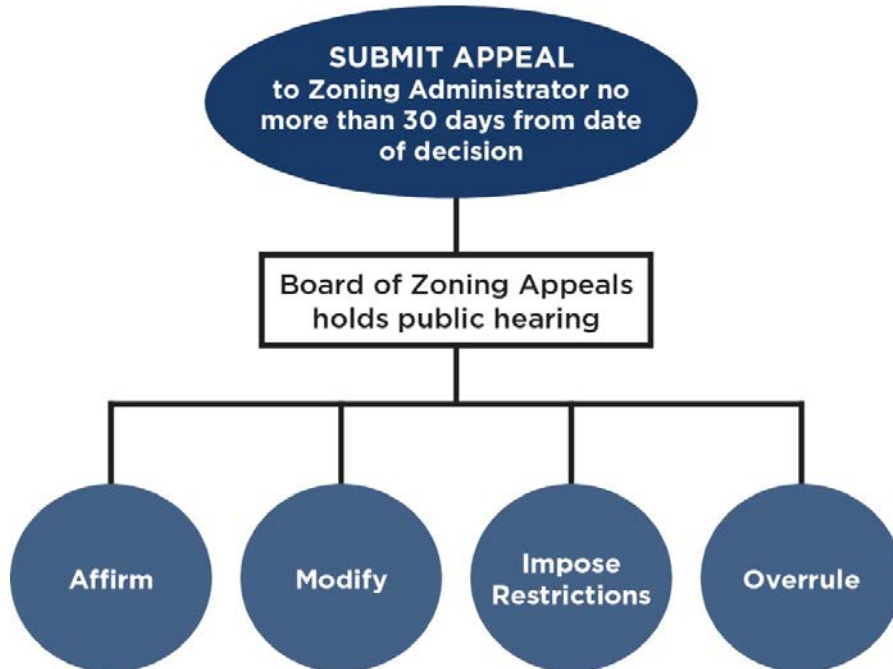 SUBMIT APPEAL
to Zoning Administrator no
more than 30 days from date
of decision
Board of Zoning Appeals
holds public hearing
Affirm
Modify
Impose
Restrictions
Overrule